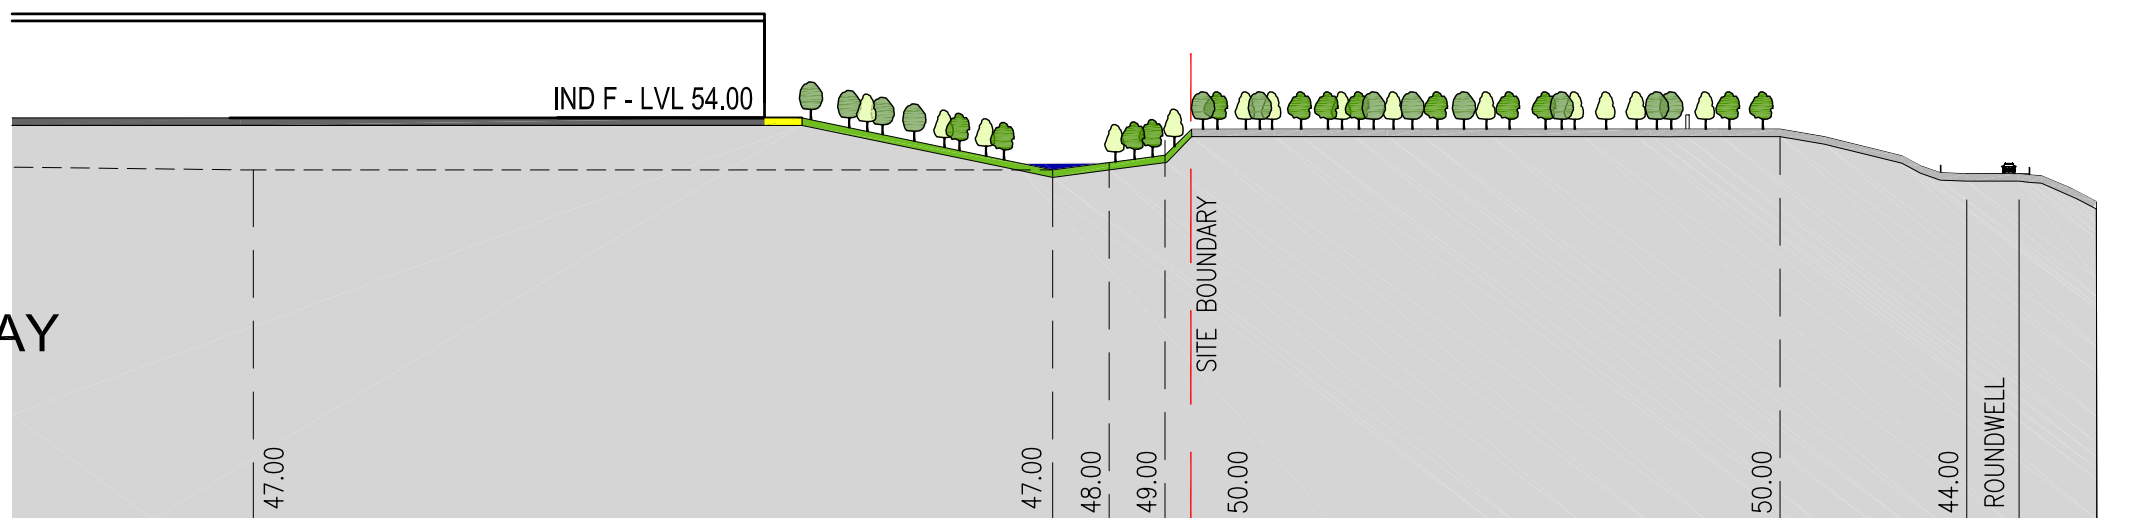 IND F - LVL 54.00
SITE BOUNDARY
AY
47.00
47.00
48.00
49.00
50.00
50.00
44.00
ROUNDWELL